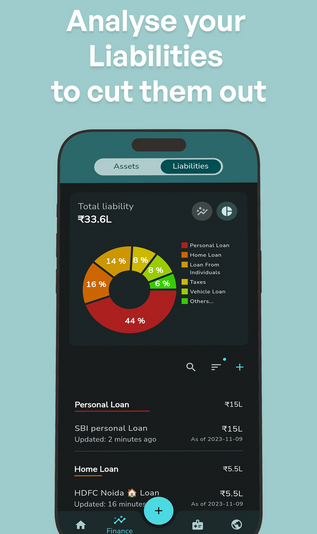 Analyse your
Liabilities
to cut them out
Assets
Liabilities
Total liability
₹33.6L
14 %
8 %
8 %
6 %
16 %
44 %
Personal Loan
Home Loan
Loan From
Individuals
Taxes
Vehicle Loan
Others...
Personal Loan ₹15L
SBI personal Loan ₹15L
Updated: 2 minutes ago As of 2023-11-09
Home Loan ₹5.5L
HDFC Noida 🏠 Loan ₹5.5L
Updated: 16 minutes As of 2023-11-09
+
Finance